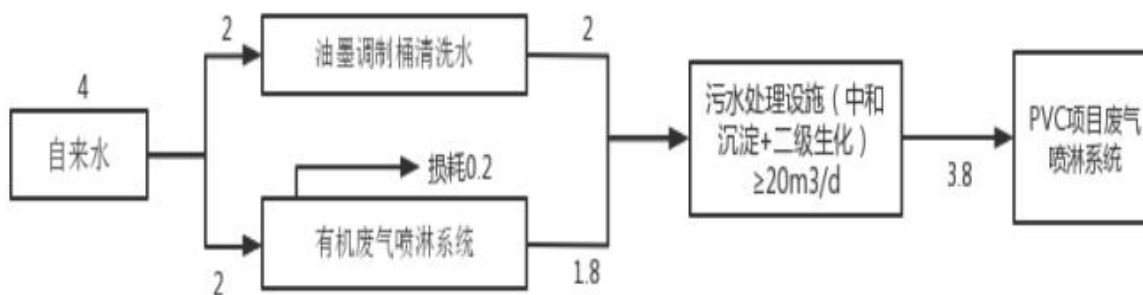 4
自来水
2
油墨调制桶清洗水
2
损耗0.2
2
有机废气喷淋系统
1.8
污水处理设施（中和
沉淀+二级生化）
≥20m3/d
3.8
PVC项目废气
喷淋系统